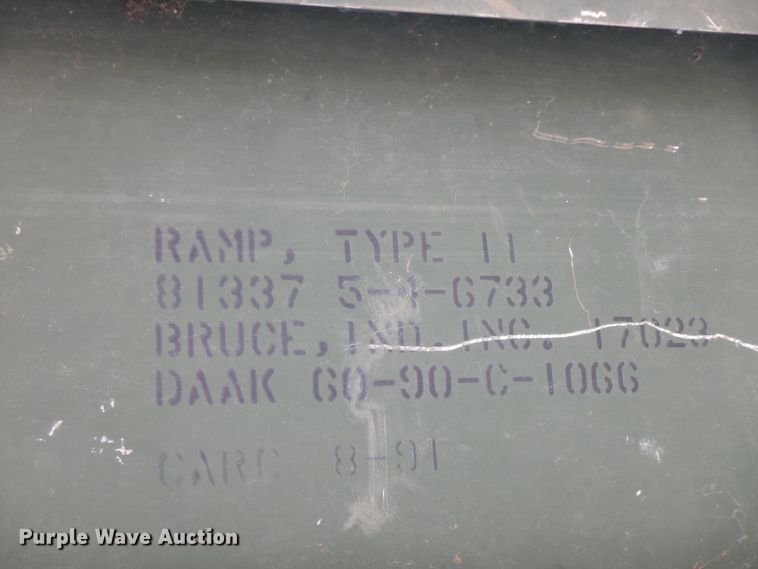 RAMP, TYPE II
81337 5-4-6733
BRUCE, IND. INC. 17023
DAAK 60-90-C-1066
CARC 8-91
Purple Wave Auction